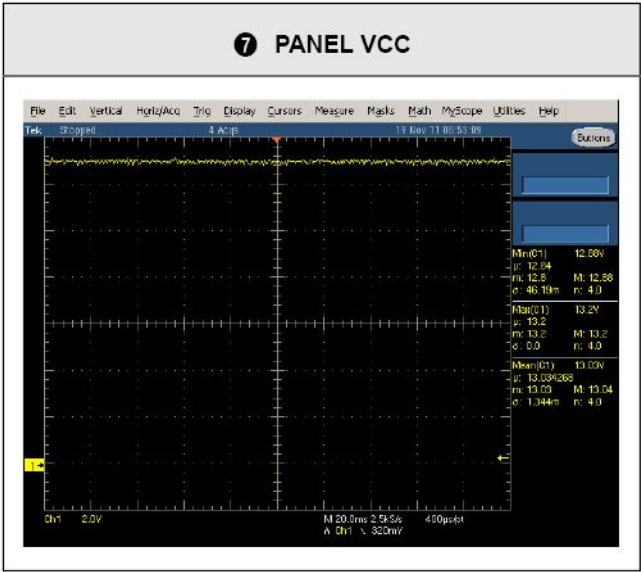 ❼ PANEL VCC
File Edit Vertical Horiz/Acq Trig Display Cursors Measure Masks Math MyScope Utilities Help
Tek Stopped 4 Acqs 19 Nov 11 06:53:09
Buttons
Min(C1) 12.88V
µ: 12.84
m: 12.8 M: 12.88
σ: 46.19m n: 4.0
Max(C1) 13.2V
µ: 13.2
m: 13.2 M: 13.2
σ: 0.0 n: 4.0
Mean(C1) 13.03V
µ: 13.034268
m: 13.03 M: 13.04
σ: 1.344m n: 4.0
1
Ch1 2.0V M 20.0ms 2.5kS/s 400µs/pt
A Ch1 \ 320mV